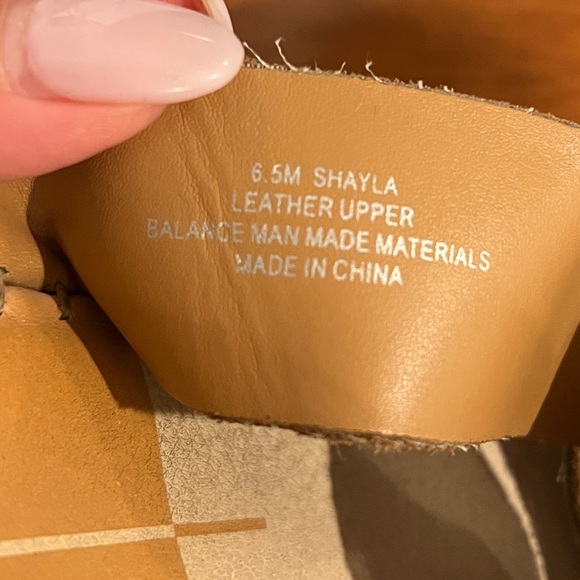 6.5M SHAYLA
LEATHER UPPER
BALANCE MAN MADE MATERIALS
MADE IN CHINA